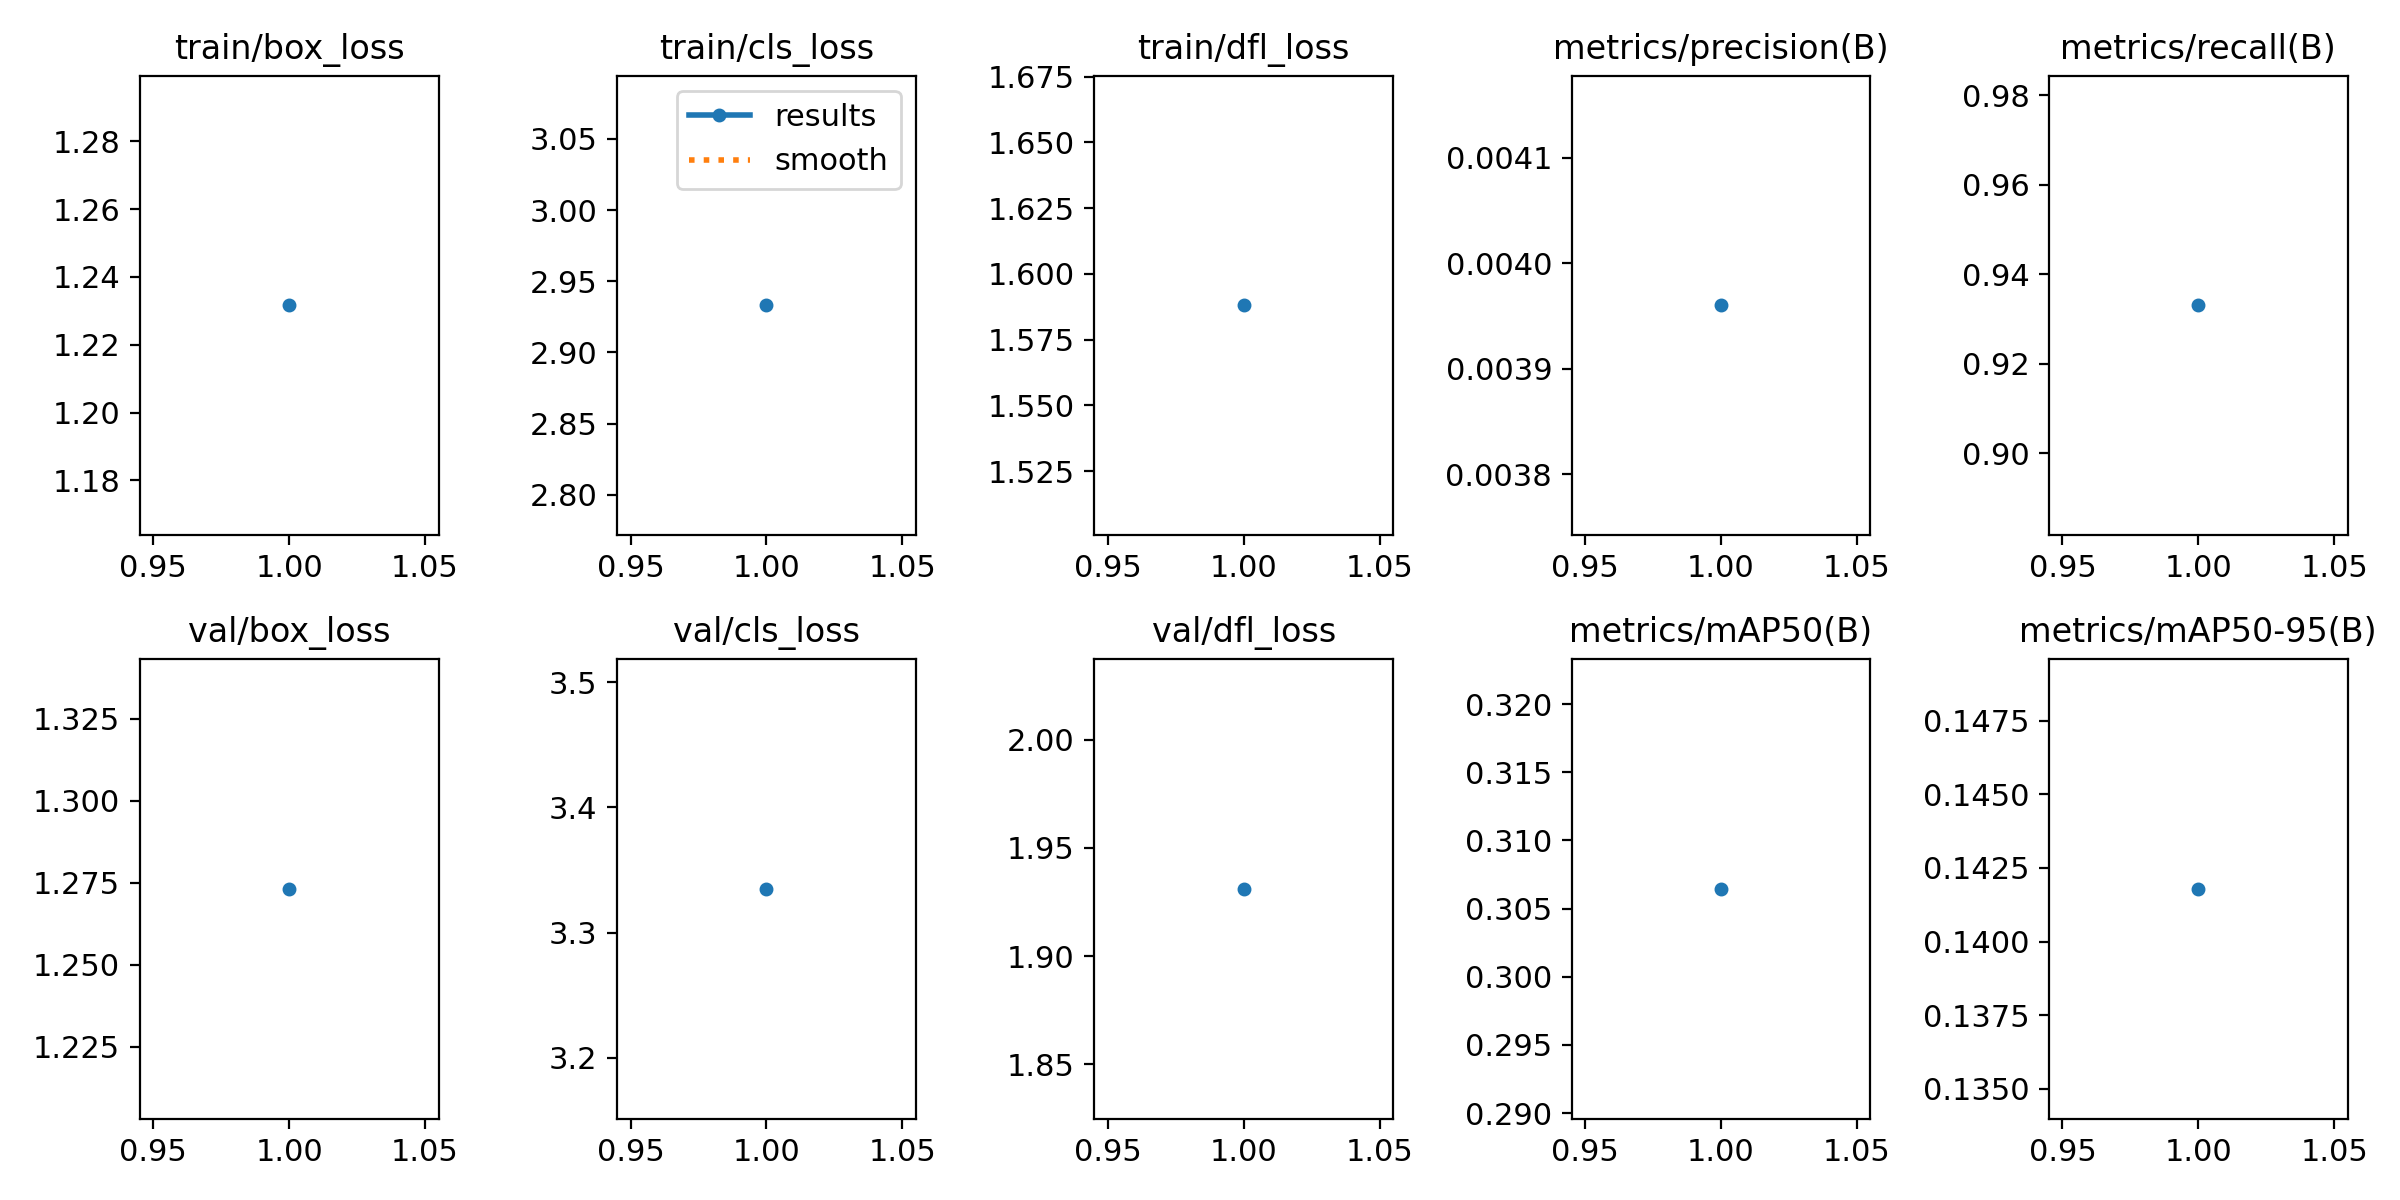 train/box_loss
1.28
1.26
1.24
1.22
1.20
1.18
0.95 1.00 1.05
train/cls_loss
results
smooth
3.05
3.00
2.95
2.90
2.85
2.80
0.95 1.00 1.05
train/dfl_loss
1.675
1.650
1.625
1.600
1.575
1.550
1.525
0.95 1.00 1.05
metrics/precision(B)
0.0041
0.0040
0.0039
0.0038
0.95 1.00 1.05
metrics/recall(B)
0.98
0.96
0.94
0.92
0.90
0.95 1.00 1.05
val/box_loss
1.325
1.300
1.275
1.250
1.225
0.95 1.00 1.05
val/cls_loss
3.5
3.4
3.3
3.2
0.95 1.00 1.05
val/dfl_loss
2.00
1.95
1.90
1.85
0.95 1.00 1.05
metrics/mAP50(B)
0.320
0.315
0.310
0.305
0.300
0.295
0.290
0.95 1.00 1.05
metrics/mAP50-95(B)
0.1475
0.1450
0.1425
0.1400
0.1375
0.1350
0.95 1.00 1.05